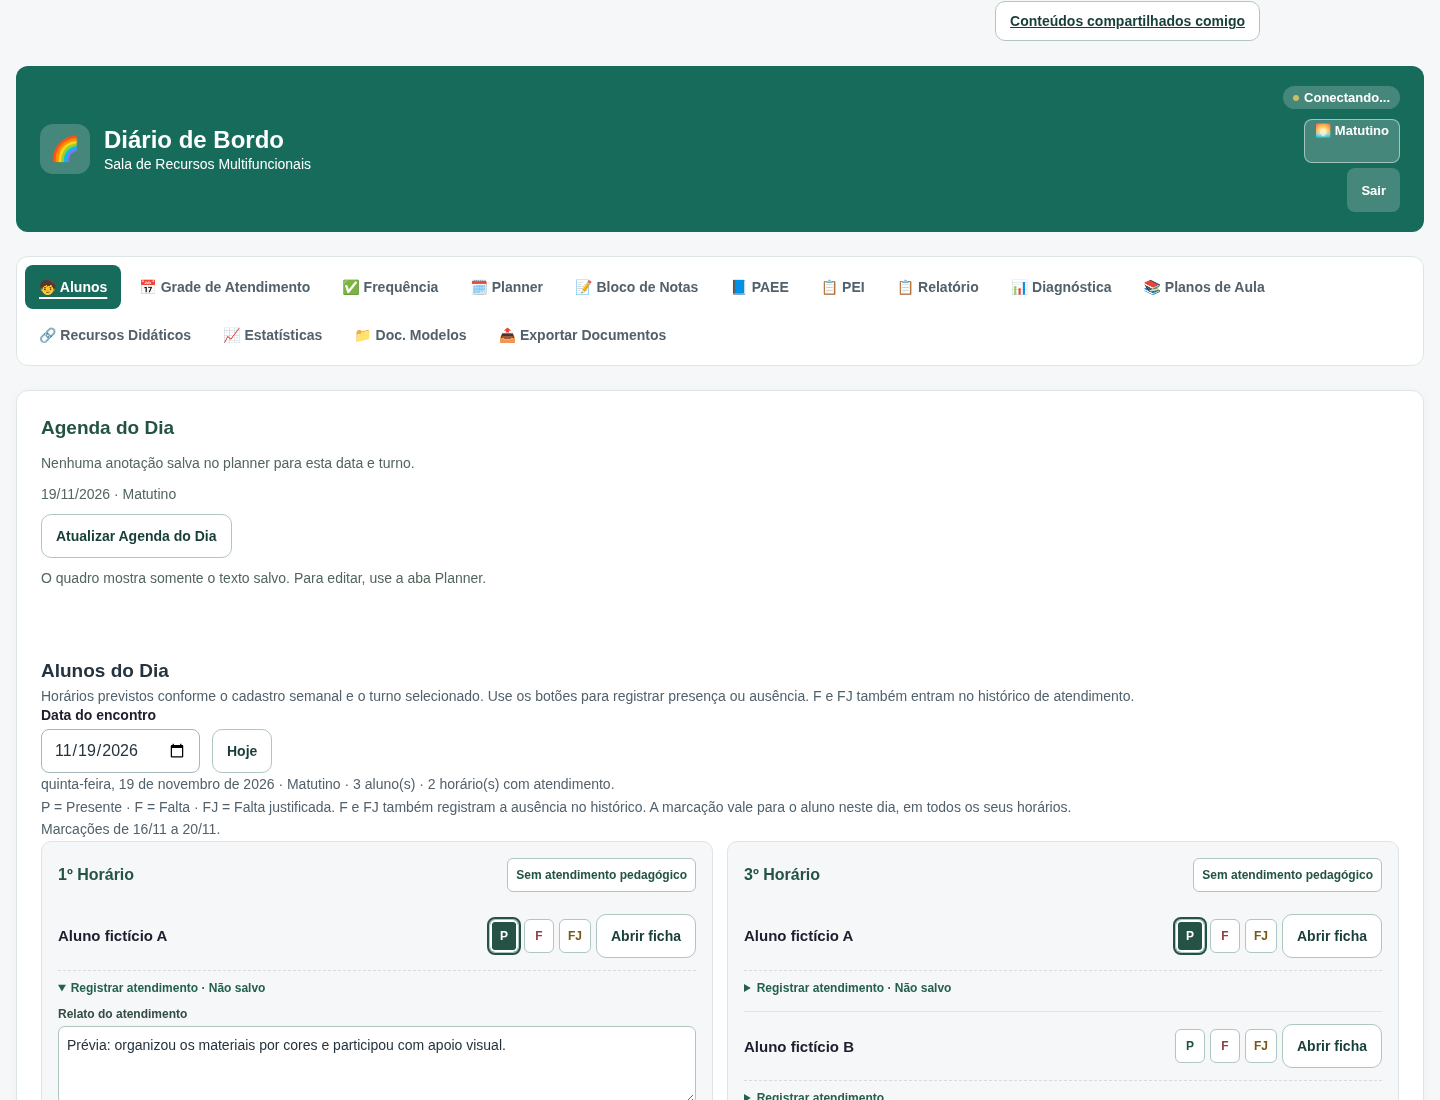 Conteúdos compartilhados comigo
Diário de Bordo
Sala de Recursos Multifuncionais
Conectando...
Matutino
Sair
Alunos
Grade de Atendimento
Frequência
Planner
Bloco de Notas
PAEE
PEI
Relatório
Diagnóstica
Planos de Aula
Recursos Didáticos
Estatísticas
Doc. Modelos
Exportar Documentos
Agenda do Dia
Nenhuma anotação salva no planner para esta data e turno.
19/11/2026 · Matutino
Atualizar Agenda do Dia
O quadro mostra somente o texto salvo. Para editar, use a aba Planner.
Alunos do Dia
Horários previstos conforme o cadastro semanal e o turno selecionado. Use os botões para registrar presença ou ausência. F e FJ também entram no histórico de atendimento.
Data do encontro
11/19/2026
Hoje
quinta-feira, 19 de novembro de 2026 · Matutino · 3 aluno(s) · 2 horário(s) com atendimento.
P = Presente · F = Falta · FJ = Falta justificada. F e FJ também registram a ausência no histórico. A marcação vale para o aluno neste dia, em todos os seus horários.
Marcações de 16/11 a 20/11.
1º Horário
Sem atendimento pedagógico
Aluno fictício A
P
F
FJ
Abrir ficha
Registrar atendimento · Não salvo
Relato do atendimento
Prévia: organizou os materiais por cores e participou com apoio visual.
3º Horário
Sem atendimento pedagógico
Aluno fictício A
P
F
FJ
Abrir ficha
Registrar atendimento · Não salvo
Aluno fictício B
P
F
FJ
Abrir ficha
Registrar atendimento